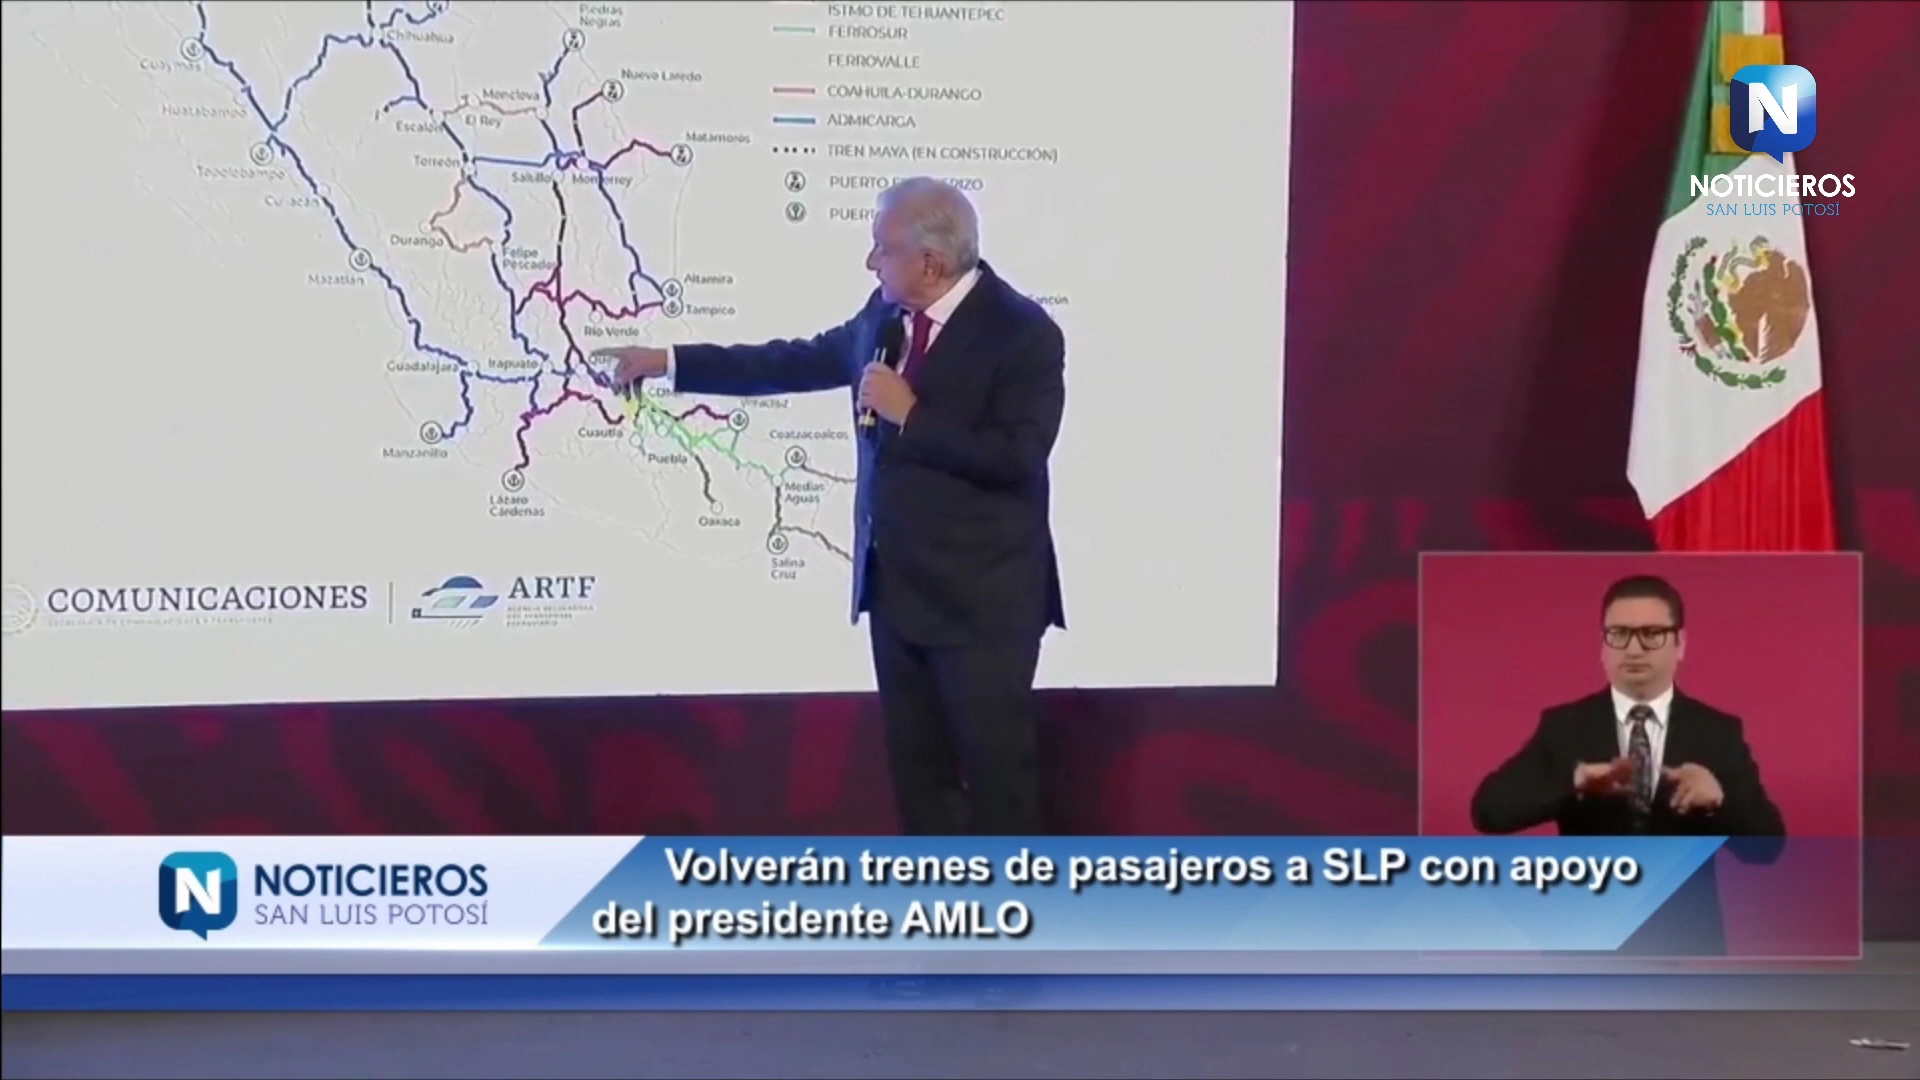 Piedras
Negras
Chihuahua
Guaymas
Nuevo Laredo
Huatabampo
Monclova
El Rey
Escalón
Matamoros
Torreón
Topolobampo
Saltillo
Monterrey
Culiacán
Durango
Felipe
Pescador
Mazatlán
Altamira
Tampico
Río Verde
Guadalajara
Irapuato
Cuautla
Veracruz
Coatzacoalcos
Manzanillo
Puebla
Medias
Aguas
Lázaro
Cárdenas
Oaxaca
Salina
Cruz
ISTMO DE TEHUANTEPEC
FERROSUR
FERROVALLE
COAHUILA-DURANGO
ADMICARGA
TREN MAYA (EN CONSTRUCCIÓN)
PUERTO
PUERT
COMUNICACIONES
ARTF
N
NOTICIEROS
SAN LUIS POTOSÍ
N
NOTICIEROS
SAN LUIS POTOSÍ
Volverán trenes de pasajeros a SLP con apoyo
del presidente AMLO